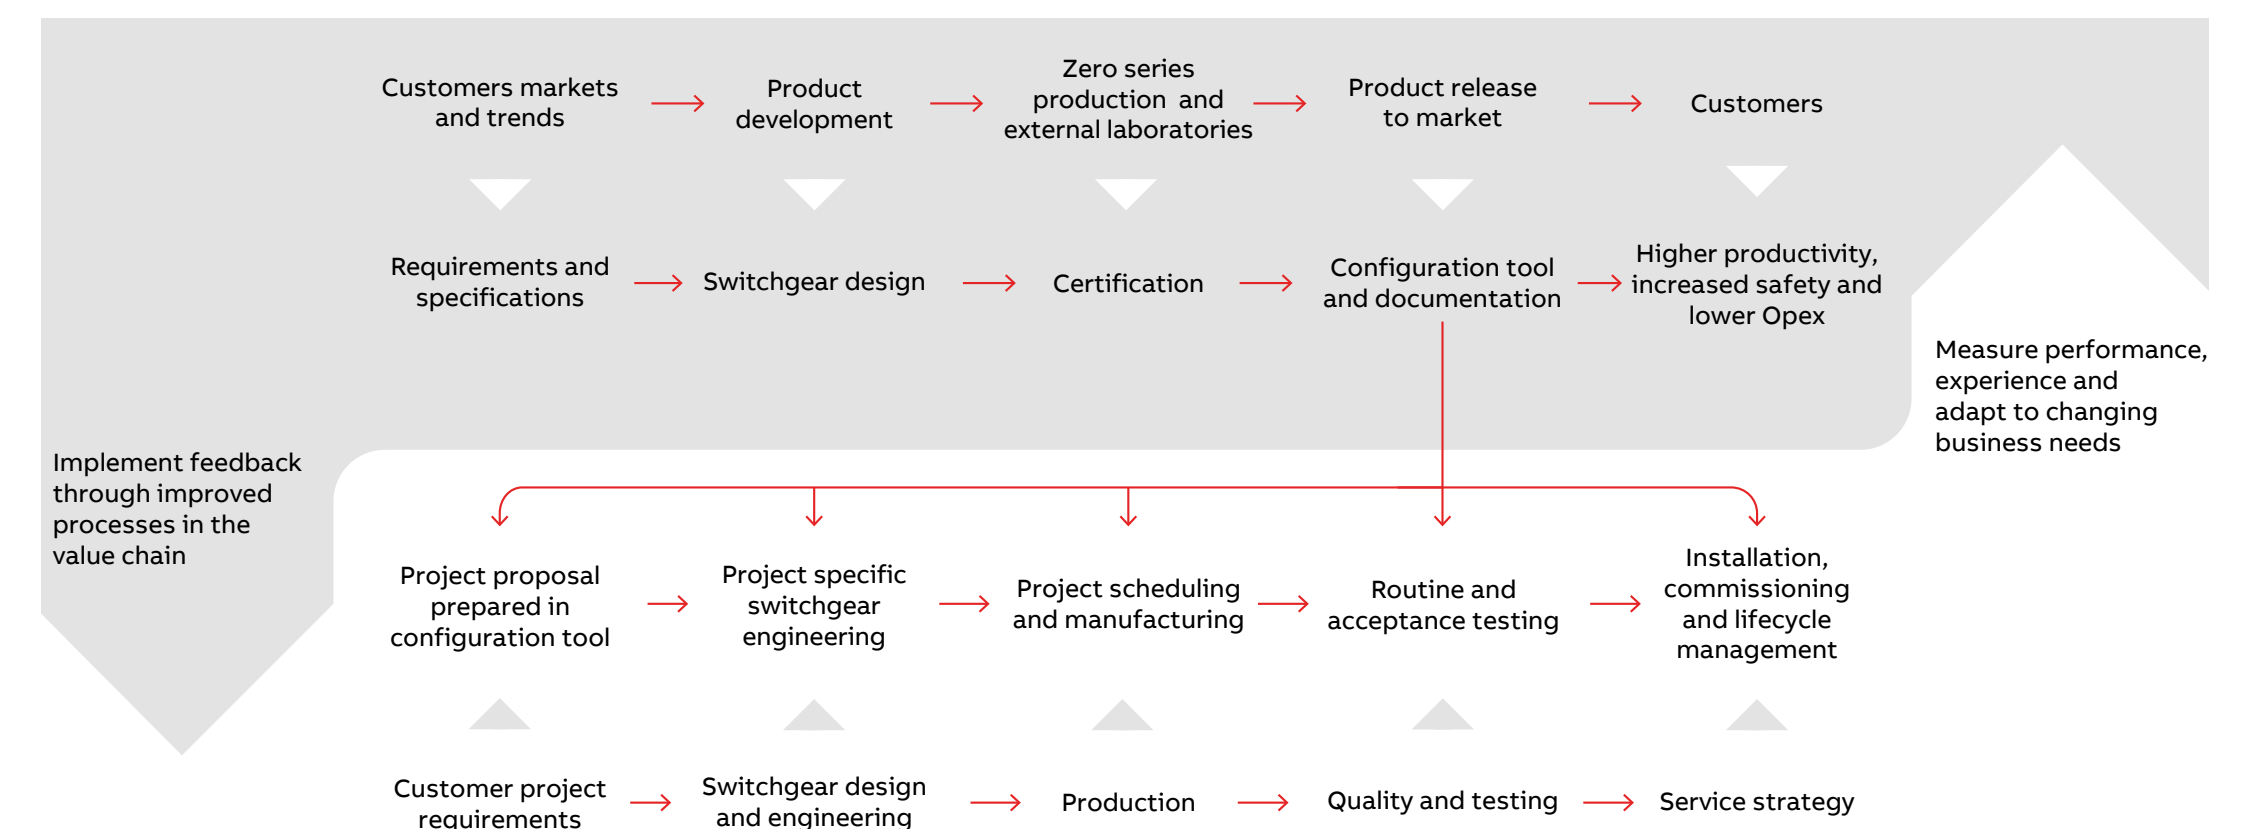 Customers markets
and trends
Product
development
Zero series
production and
external laboratories
Product release
to market
Customers
Requirements and
specifications
Switchgear design
Certification
Configuration tool
and documentation
Higher productivity,
increased safety and
lower Opex
Measure performance,
experience and
adapt to changing
business needs
Implement feedback
through improved
processes in the
value chain
Project proposal
prepared in
configuration tool
Project specific
switchgear
engineering
Project scheduling
and manufacturing
Routine and
acceptance testing
Installation,
commissioning
and lifecycle
management
Customer project
requirements
Switchgear design
and engineering
Production
Quality and testing
Service strategy